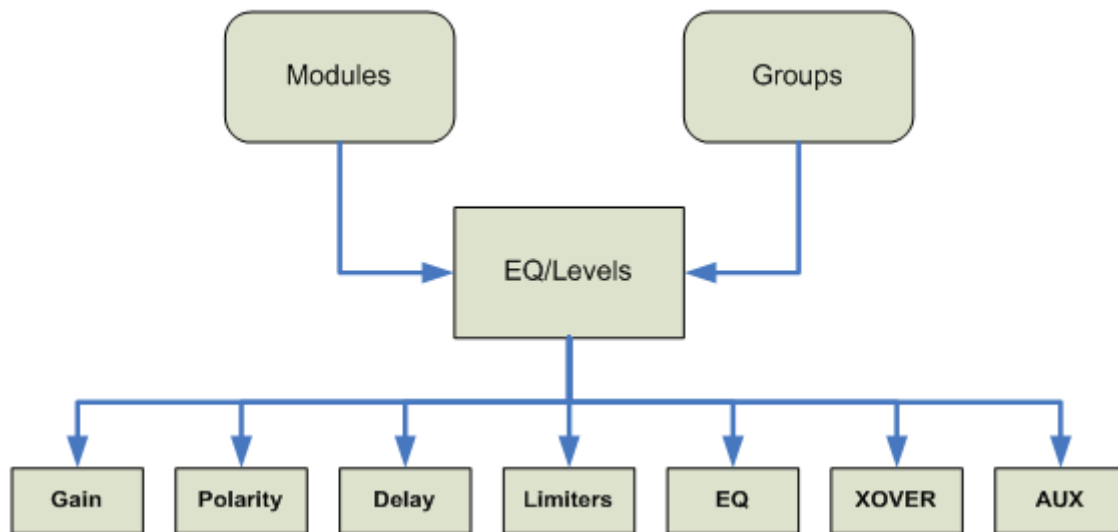 Modules
Groups
EQ/Levels
Gain
Polarity
Delay
Limiters
EQ
XOVER
AUX